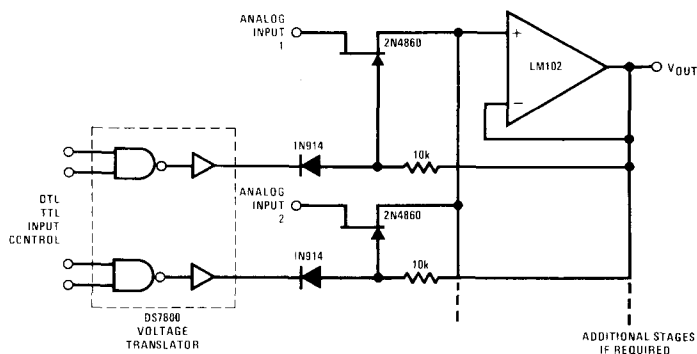 ANALOG
INPUT
1
2N4860
+
LM102
−
VOUT
1N914
10k
DTL
TTL
INPUT
CONTROL
ANALOG
INPUT
2
2N4860
1N914
10k
DS7800
VOLTAGE
TRANSLATOR
ADDITIONAL STAGES
IF REQUIRED